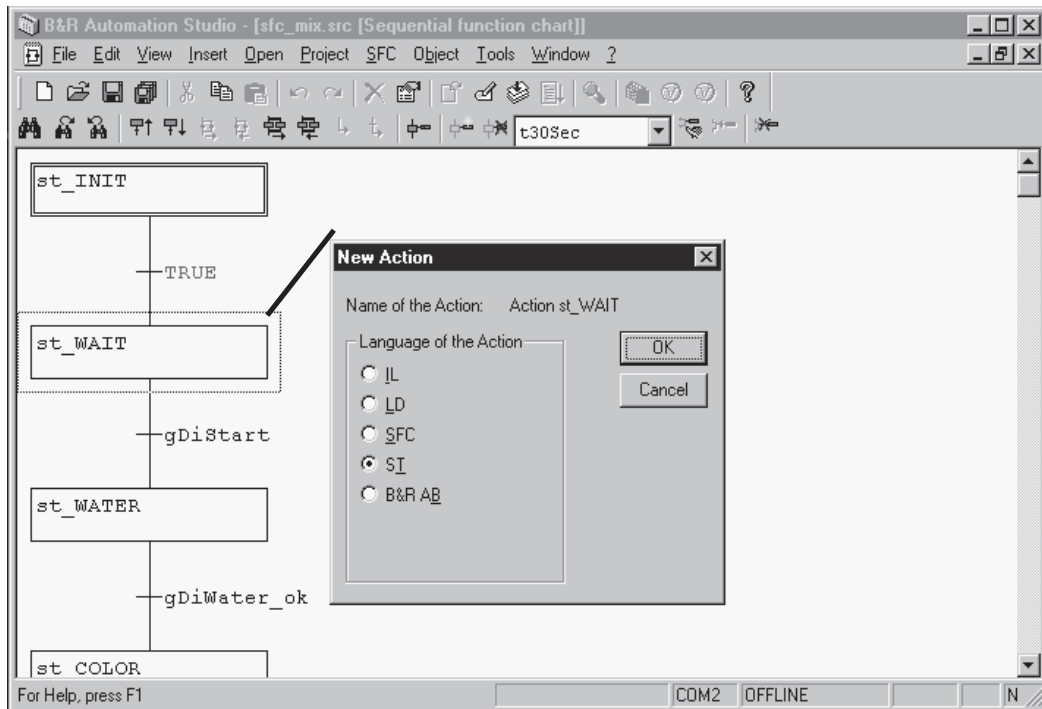 B&R Automation Studio - [sfc_mix.src [Sequential function chart]]
File Edit View Insert Open Project SFC Object Tools Window ?
t30Sec
st_INIT
TRUE
st_WAIT
gDiStart
st_WATER
gDiWater_ok
st_COLOR
New Action
Name of the Action: Action st_WAIT
Language of the Action
IL
LD
SFC
ST
B&R AB
OK
Cancel
For Help, press F1
COM2 OFFLINE N